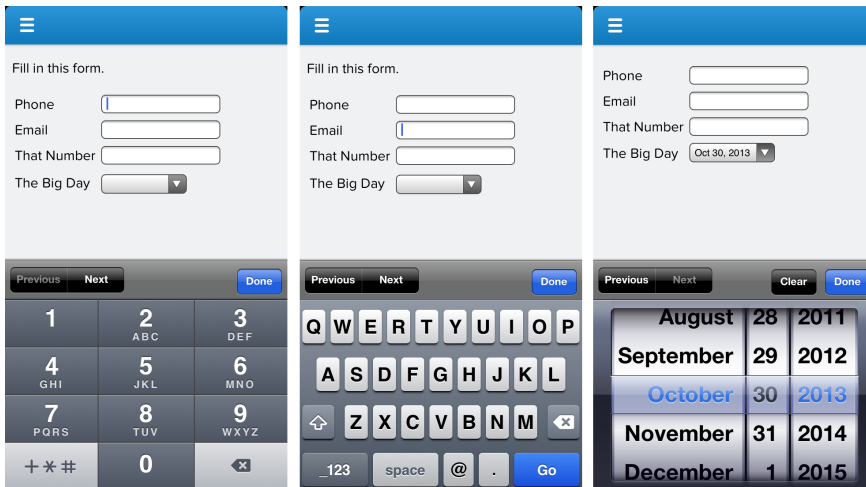 Fill in this form.
Phone
Email
That Number
The Big Day
Previous Next Done
1 2 ABC 3 DEF
4 GHI 5 JKL 6 MNO
7 PQRS 8 TUV 9 WXYZ
+*# 0
Fill in this form.
Phone
Email
That Number
The Big Day
Previous Next Done
Q W E R T Y U I O P
A S D F G H J K L
Z X C V B N M
_123 space @ . Go
Phone
Email
That Number
The Big Day Oct 30, 2013
Previous Next Clear Done
August 28 2011
September 29 2012
October 30 2013
November 31 2014
December 1 2015